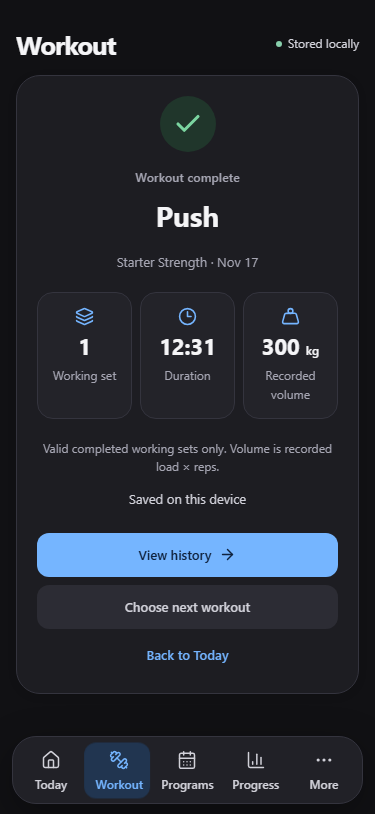 Workout
Stored locally
Workout complete
Push
Starter Strength · Nov 17
1
Working set
12:31
Duration
300 kg
Recorded
volume
Valid completed working sets only. Volume is recorded
load × reps.
Saved on this device
View history
Choose next workout
Back to Today
Today
Workout
Programs
Progress
More